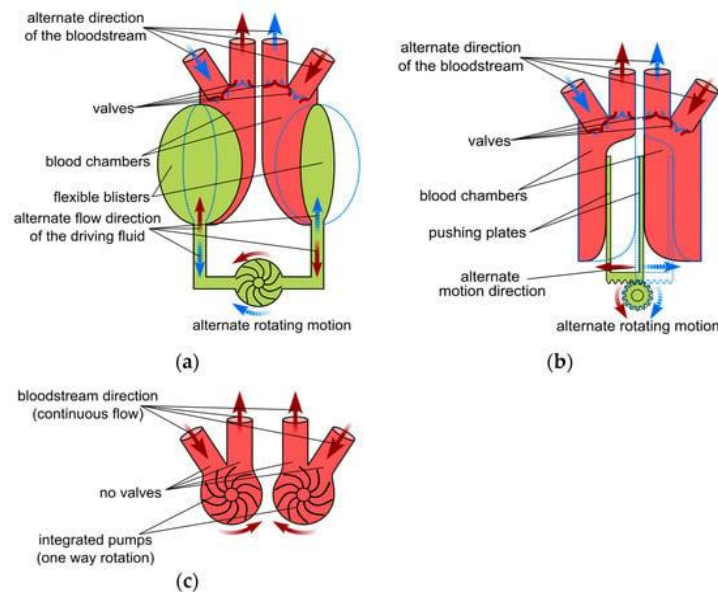 alternate direction
of the bloodstream
valves
blood chambers
flexible blisters
alternate flow direction
of the driving fluid
alternate rotating motion
(a)
alternate direction
of the bloodstream
valves
blood chambers
pushing plates
alternate
motion direction
alternate rotating motion
(b)
bloodstream direction
(continuous flow)
no valves
integrated pumps
(one way rotation)
(c)